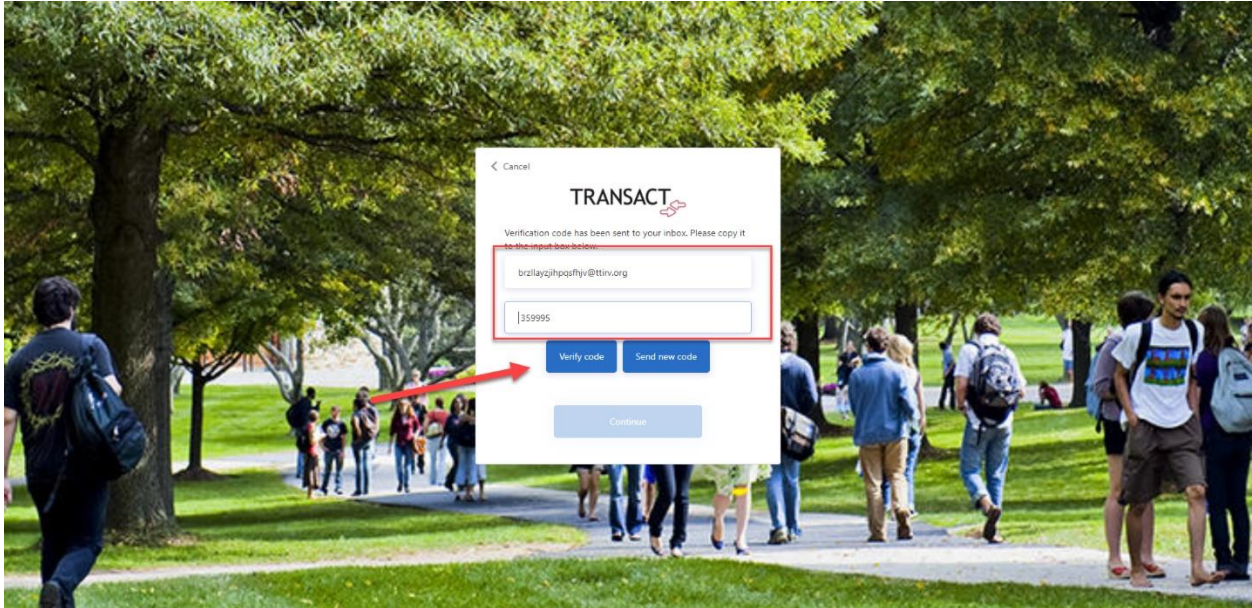 Cancel
TRANSACT
Verification code has been sent to your inbox. Please copy it
to the input box below.
brzllayzjihpqsfhjv@ttirv.org
359995
Verify code
Send new code
Continue